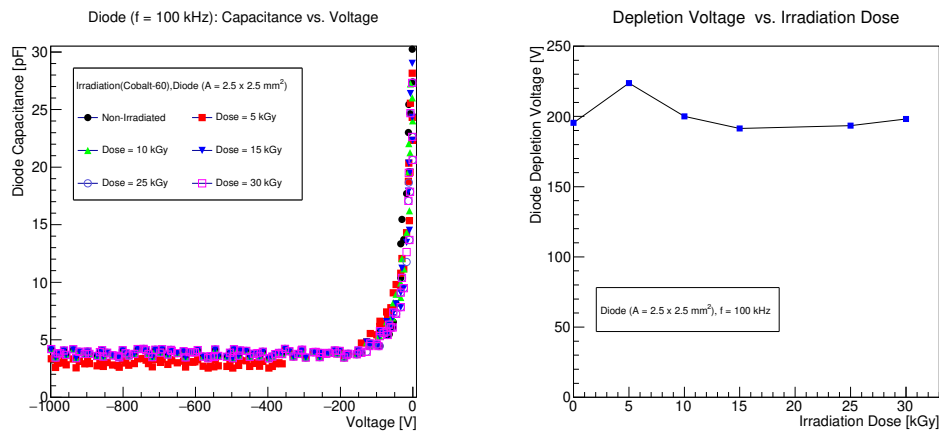 Diode (f = 100 kHz): Capacitance vs. Voltage
Diode Capacitance [pF]
30
25
20
15
10
5
0
Irradiation(Cobalt-60),Diode (A = 2.5 x 2.5 mm²)
Non-Irradiated
Dose = 5 kGy
Dose = 10 kGy
Dose = 15 kGy
Dose = 25 kGy
Dose = 30 kGy
−1000 −800 −600 −400 −200 0
Voltage [V]
Depletion Voltage vs. Irradiation Dose
Diode Depletion Voltage [V]
250
200
150
100
50
0
Diode (A = 2.5 x 2.5 mm²), f = 100 kHz
0 5 10 15 20 25 30
Irradiation Dose [kGy]